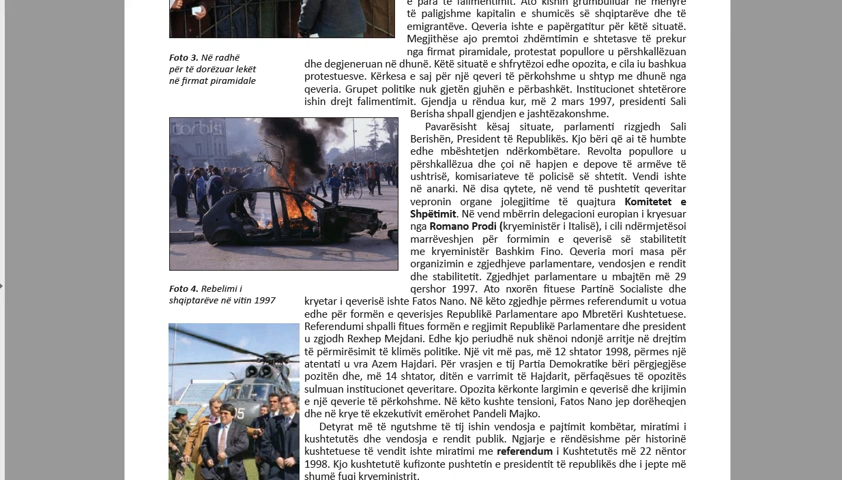 e para të falimentimit. Ato kishin grumbulluar në mënyrë
të paligjshme kapitalin e shumicës së shqiptarëve dhe të
emigrantëve. Qeveria ishte e papërgatitur për këtë situatë.
Megjithëse ajo premtoi zhdëmtimin e shtetasve të prekur
nga firmat piramidale, protestat popullore u përshkallëzuan
dhe degjeneruan në dhunë. Këtë situatë e shfrytëzoi edhe opozita, e cila iu bashkua
protestuesve. Kërkesa e saj për një qeveri të përkohshme u shtyp me dhunë nga
qeveria. Grupet politike nuk gjetën gjuhën e përbashkët. Institucionet shtetërore
ishin drejt falimentimit. Gjendja u rëndua kur, më 2 mars 1997, presidenti Sali
Berisha shpall gjendjen e jashtëzakonshme.
Foto 3. Në radhë
për të dorëzuar lekët
në firmat piramidale
Pavarësisht kësaj situate, parlamenti rizgjedh Sali
Berishën, President të Republikës. Kjo bëri që ai të humbte
edhe mbështetjen ndërkombëtare. Revolta popullore u
përshkallëzua dhe çoi në hapjen e depove të armëve të
ushtrisë, komisariateve të policisë së shtetit. Vendi ishte
në anarki. Në disa qytete, në vend të pushtetit qeveritar
vepronin organe jolegjitime të quajtura Komitetet e
Shpëtimit. Në vend mbërrin delegacioni europian i kryesuar
nga Romano Prodi (kryeministër i Italisë), i cili ndërmjetësoi
marrëveshjen për formimin e qeverisë së stabilitetit
me kryeministër Bashkim Fino. Qeveria mori masa për
organizimin e zgjedhjeve parlamentare, vendosjen e rendit
dhe stabilitetit. Zgjedhjet parlamentare u mbajtën më 29
qershor 1997. Ato nxorën fituese Partinë Socialiste dhe
kryetar i qeverisë ishte Fatos Nano. Në këto zgjedhje përmes referendumit u votua
edhe për formën e qeverisjes Republikë Parlamentare apo Mbretëri Kushtetuese.
Referendumi shpalli fitues formën e regjimit Republikë Parlamentare dhe president
u zgjodh Rexhep Mejdani. Edhe kjo periudhë nuk shënoi ndonjë arritje në drejtim
të përmirësimit të klimës politike. Një vit më pas, më 12 shtator 1998, përmes një
atentati u vra Azem Hajdari. Për vrasjen e tij Partia Demokratike bëri përgjegjëse
pozitën dhe, më 14 shtator, ditën e varrimit të Hajdarit, përfaqësues të opozitës
sulmuan institucionet qeveritare. Opozita kërkonte largimin e qeverisë dhe krijimin
e një qeverie të përkohshme. Në këto kushte tensioni, Fatos Nano jep dorëheqjen
dhe në krye të ekzekutivit emërohet Pandeli Majko.
Foto 4. Rebelimi i
shqiptarëve në vitin 1997
Detyrat më të ngutshme të tij ishin vendosja e pajtimit kombëtar, miratimi i
kushtetutës dhe vendosja e rendit publik. Ngjarje e rëndësishme për historinë
kushtetuese të vendit ishte miratimi me referendum i Kushtetutës më 22 nëntor
1998. Kjo kushtetutë kufizonte pushtetin e presidentit të republikës dhe i jepte më
shumë fuqi kryeministrit.